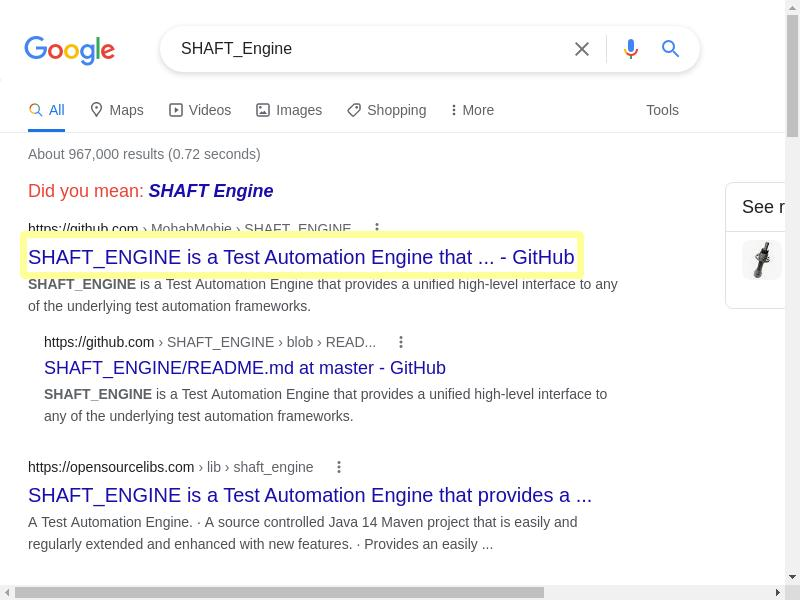 Google
SHAFT_Engine
All Maps Videos Images Shopping More Tools
About 967,000 results (0.72 seconds)
Did you mean: SHAFT Engine
https://github.com › MohabMohie › SHAFT_ENGINE
SHAFT_ENGINE is a Test Automation Engine that ... - GitHub
SHAFT_ENGINE is a Test Automation Engine that provides a unified high-level interface to any
of the underlying test automation frameworks.
https://github.com › SHAFT_ENGINE › blob › READ...
SHAFT_ENGINE/README.md at master - GitHub
SHAFT_ENGINE is a Test Automation Engine that provides a unified high-level interface to
any of the underlying test automation frameworks.
https://opensourcelibs.com › lib › shaft_engine
SHAFT_ENGINE is a Test Automation Engine that provides a ...
A Test Automation Engine. · A source controlled Java 14 Maven project that is easily and
regularly extended and enhanced with new features. · Provides an easily ...
See r